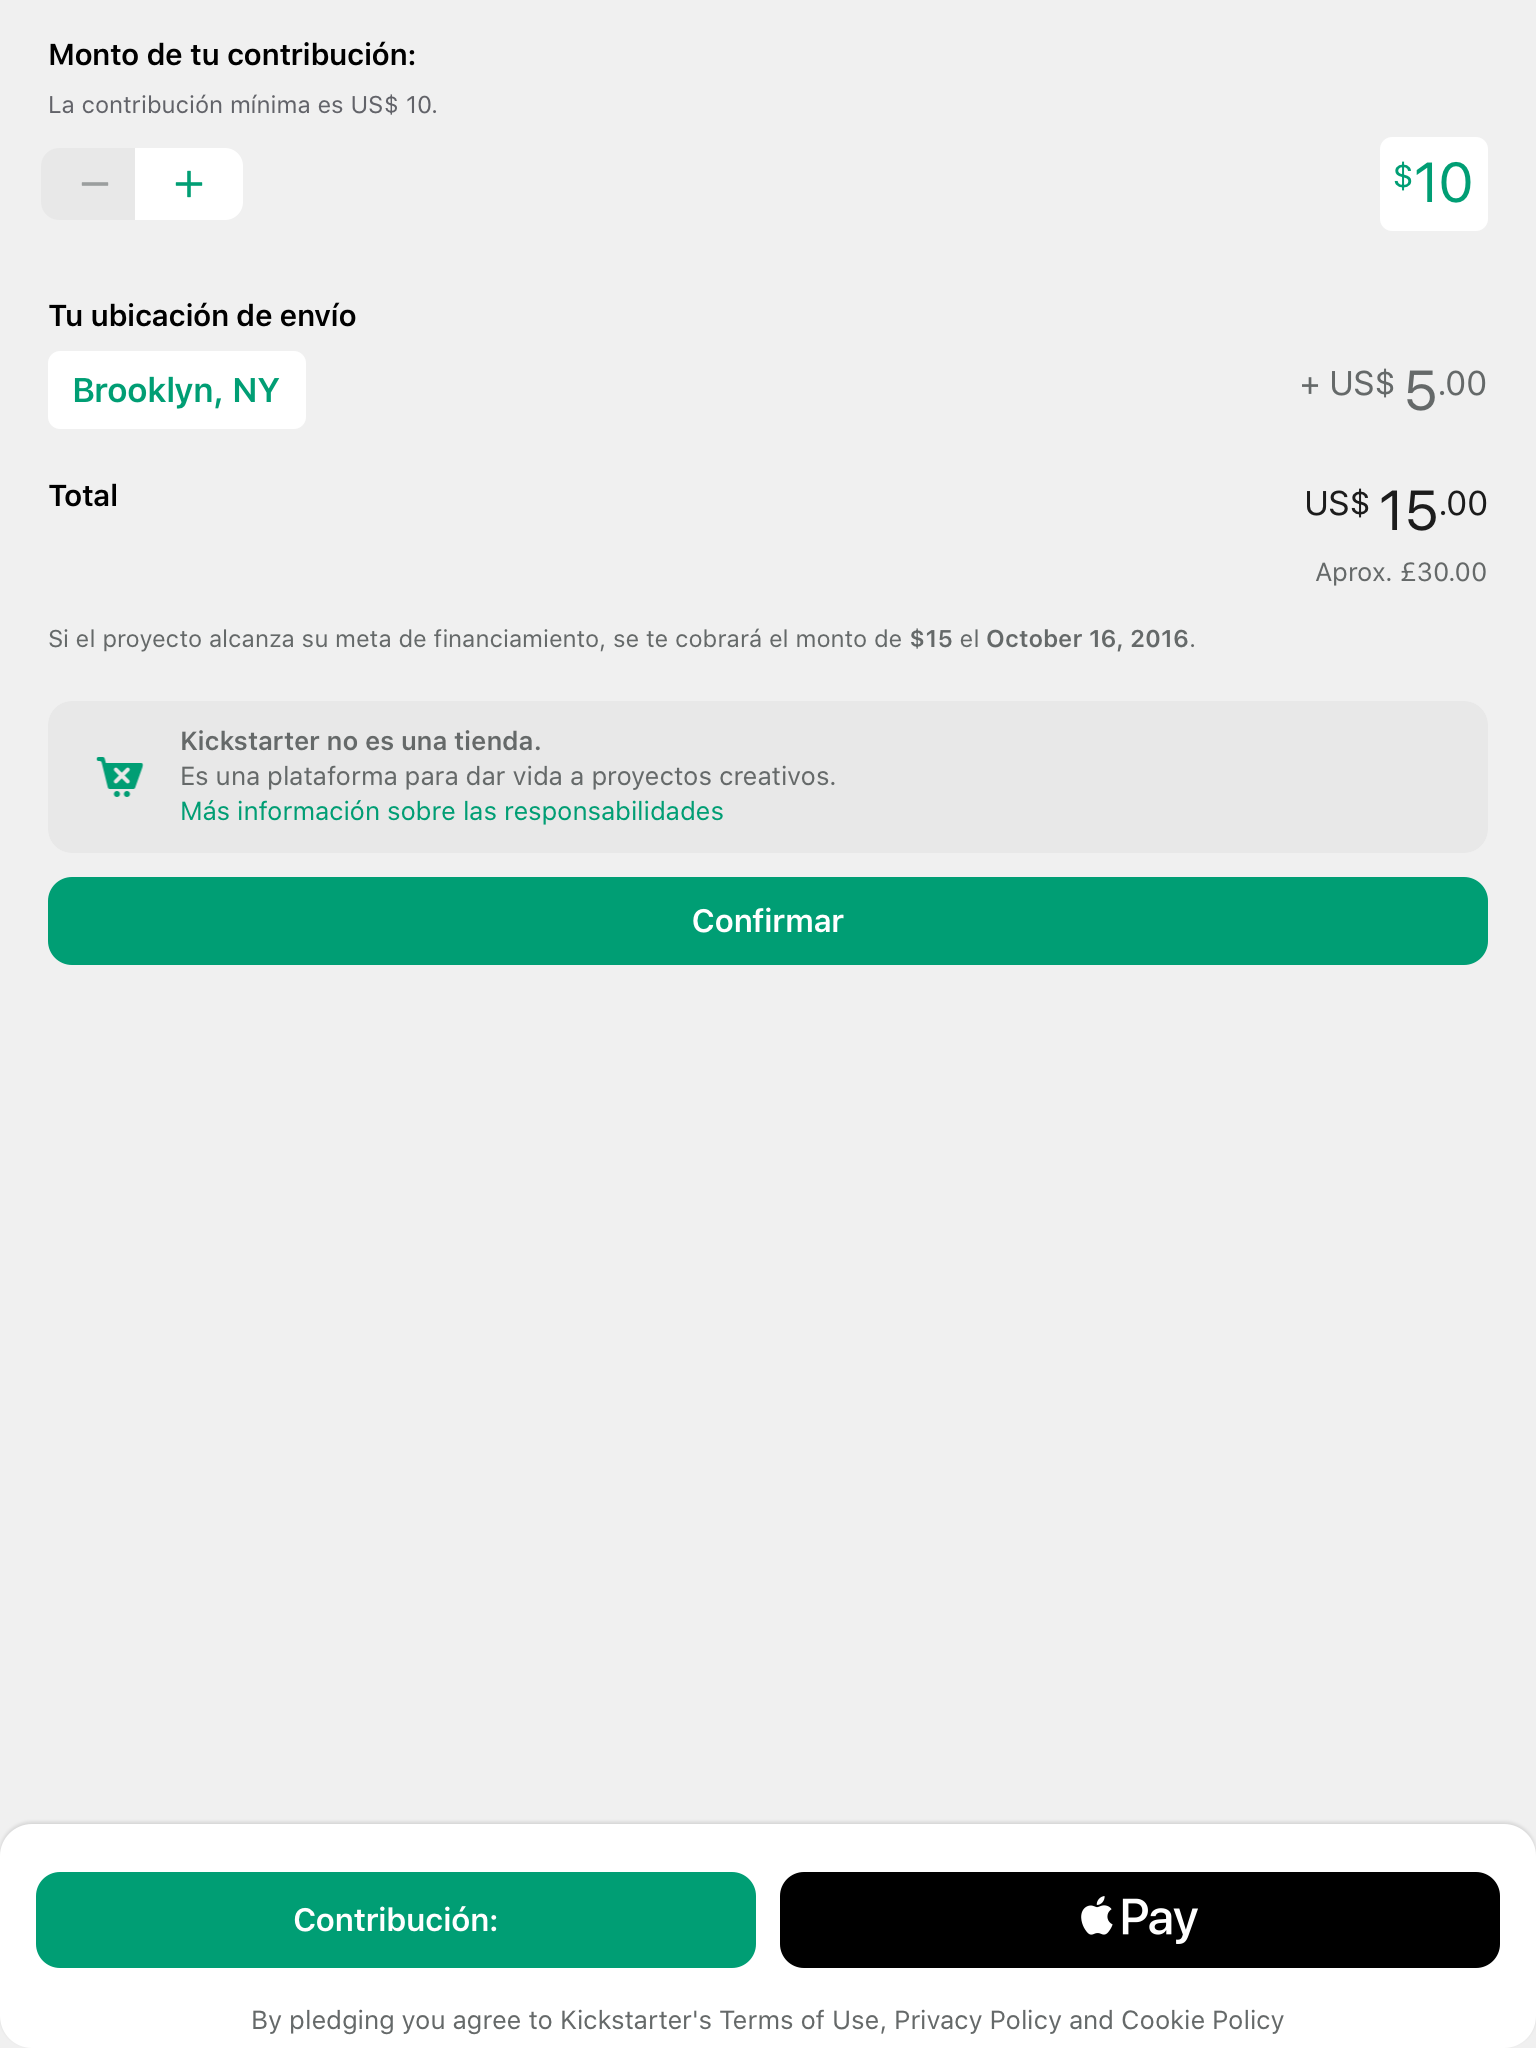 Monto de tu contribución:
La contribución mínima es US$ 10.
− +
$10
Tu ubicación de envío
Brooklyn, NY
+ US$ 5.00
Total
US$ 15.00
Aprox. £30.00
Si el proyecto alcanza su meta de financiamiento, se te cobrará el monto de $15 el October 16, 2016.
Kickstarter no es una tienda.
Es una plataforma para dar vida a proyectos creativos.
Más información sobre las responsabilidades
Confirmar
Contribución:
Pay
By pledging you agree to Kickstarter's Terms of Use, Privacy Policy and Cookie Policy